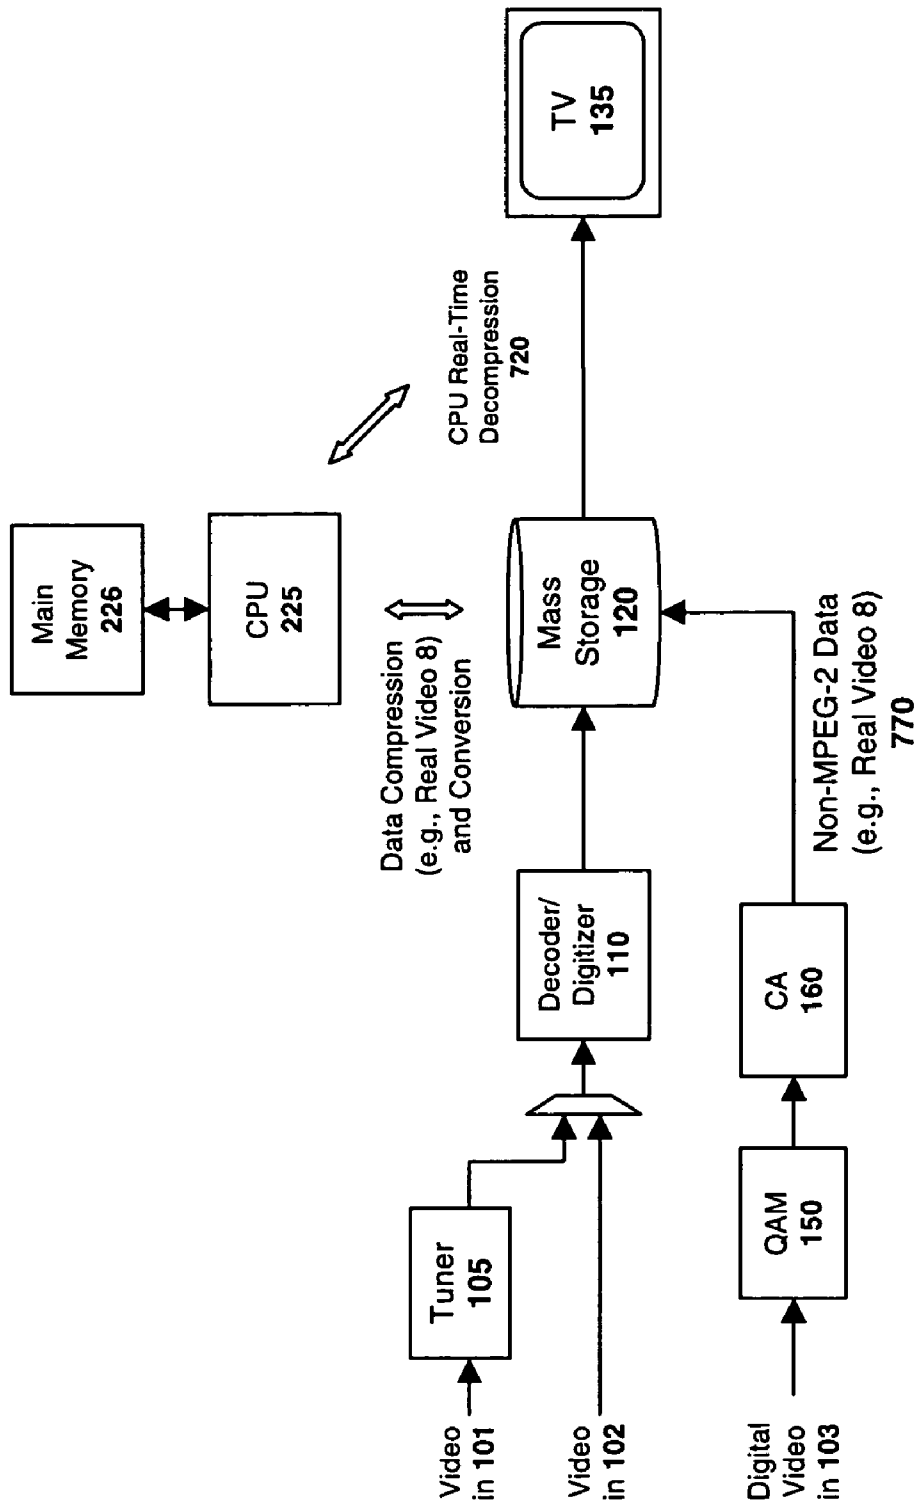 Main
Memory
226
CPU
225
CPU Real-Time
Decompression
720
TV
135
Data Compression
(e.g., Real Video 8)
and Conversion
Mass
Storage
120
Decoder/
Digitizer
110
Tuner
105
Video
in 101
Video
in 102
Digital
Video
in 103
QAM
150
CA
160
Non-MPEG-2 Data
(e.g., Real Video 8)
770